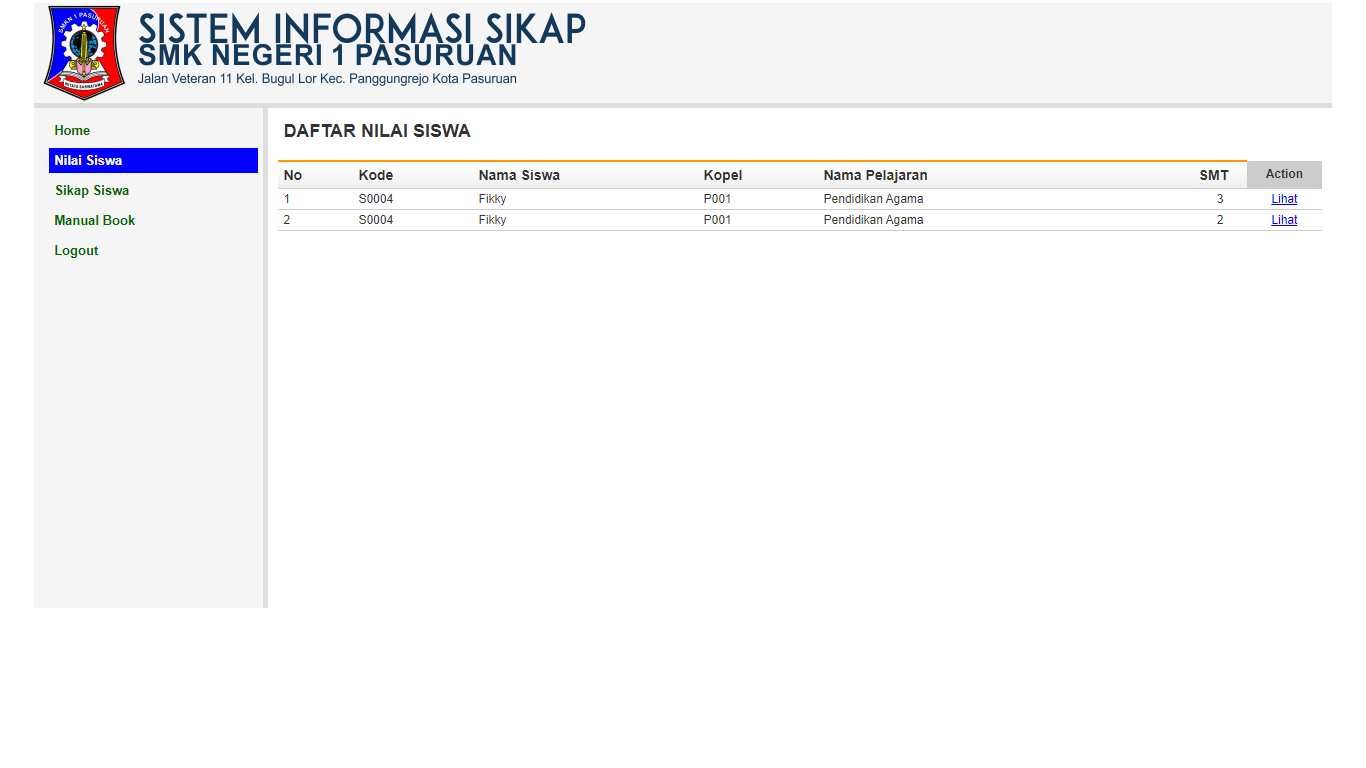 SMKN 1 PASURUAN
WIYATA SARWATAMA
SISTEM INFORMASI SIKAP
SMK NEGERI 1 PASURUAN
Jalan Veteran 11 Kel. Bugul Lor Kec. Panggungrejo Kota Pasuruan
Home
Nilai Siswa
Sikap Siswa
Manual Book
Logout
DAFTAR NILAI SISWA
No Kode Nama Siswa Kopel Nama Pelajaran SMT Action
1 S0004 Fikky P001 Pendidikan Agama 3 Lihat
2 S0004 Fikky P001 Pendidikan Agama 2 Lihat